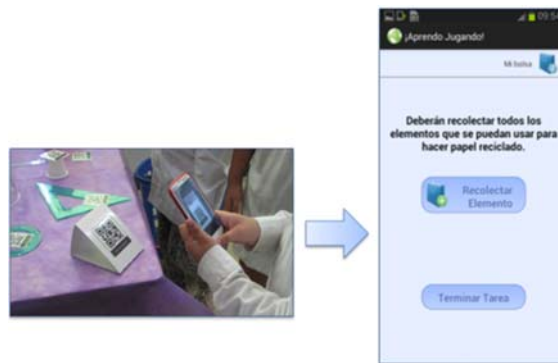 09:54
¡Aprendo Jugando!
Mi bolsa
Deberán recolectar todos los
elementos que se puedan usar para
hacer papel reciclado.
Recolectar
Elemento
Terminar Tarea